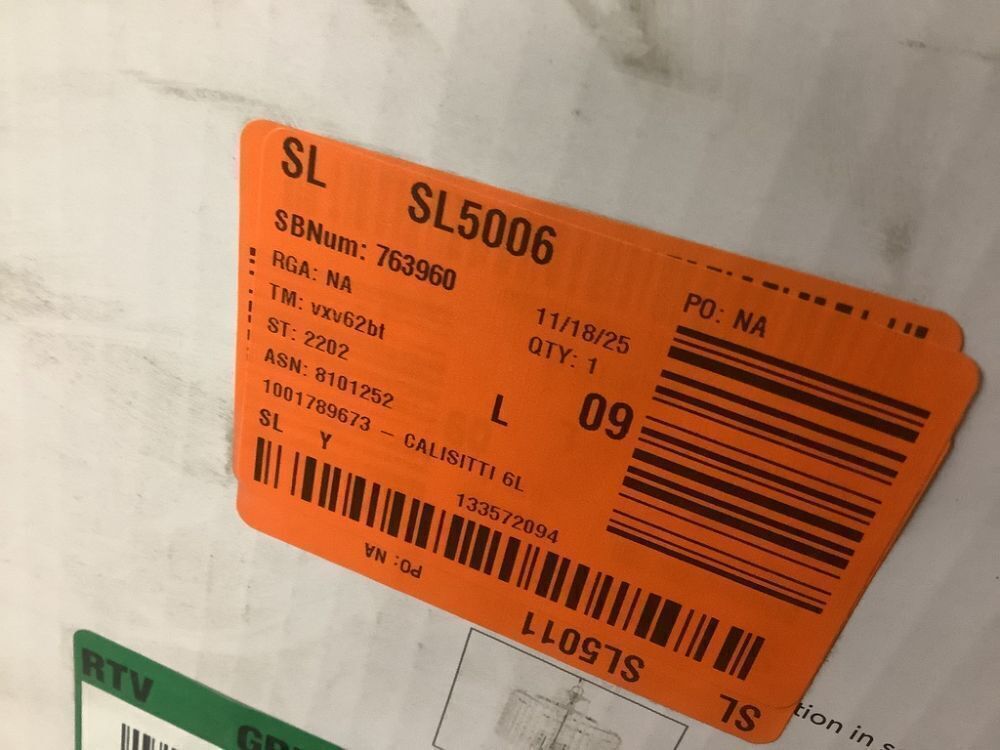 SL
SL5006
SBNum: 763960
RGA: NA
TM: vxv62bt
ST: 2202
ASN: 8101252
1001789673 – CALISITTI 6L
SL Y
11/18/25
QTY: 1
L 09
PO: NA
133572094
PO: NA
SL5011
SL
RTV
tion in s